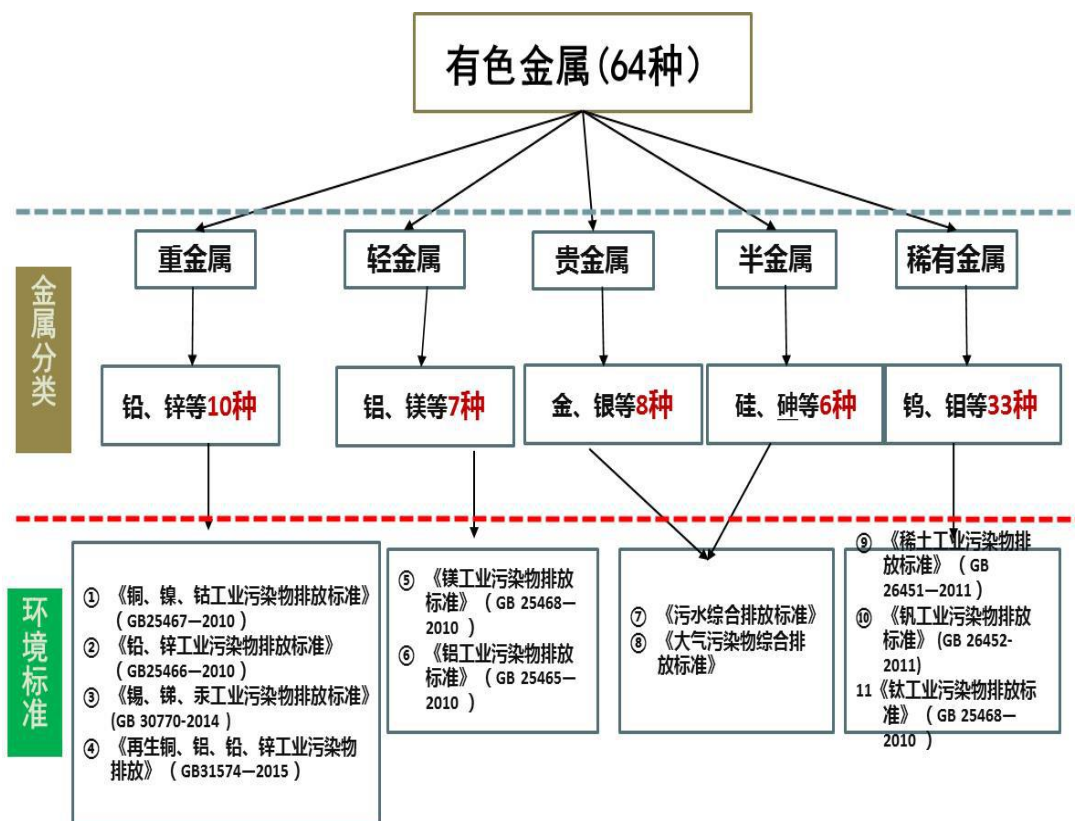 有色金属(64种）
重金属
轻金属
贵金属
半金属
稀有金属
金属分类
铅、锌等10种
铝、镁等7种
金、银等8种
硅、砷等6种
钨、钼等33种
环境标准
① 《铜、镍、钴工业污染物排放标准》
（GB25467—2010）
② 《铅、锌工业污染物排放标准》
（GB25466—2010）
③ 《锡、锑、汞工业污染物排放标准》
(GB 30770-2014）
④ 《再生铜、铝、铅、锌工业污染物
排放》（GB31574—2015）
⑤ 《镁工业污染物排放
标准》（GB 25468—
2010）
⑥ 《铝工业污染物排放
标准》（GB 25465—
2010）
⑦ 《污水综合排放标准》
⑧ 《大气污染物综合排
放标准》
⑨ 《稀土工业污染物排
放标准》（GB
26451—2011）
⑩ 《钒工业污染物排放
标准》(GB 26452-
2011)
11《钛工业污染物排放标
准》（GB 25468—
2010）